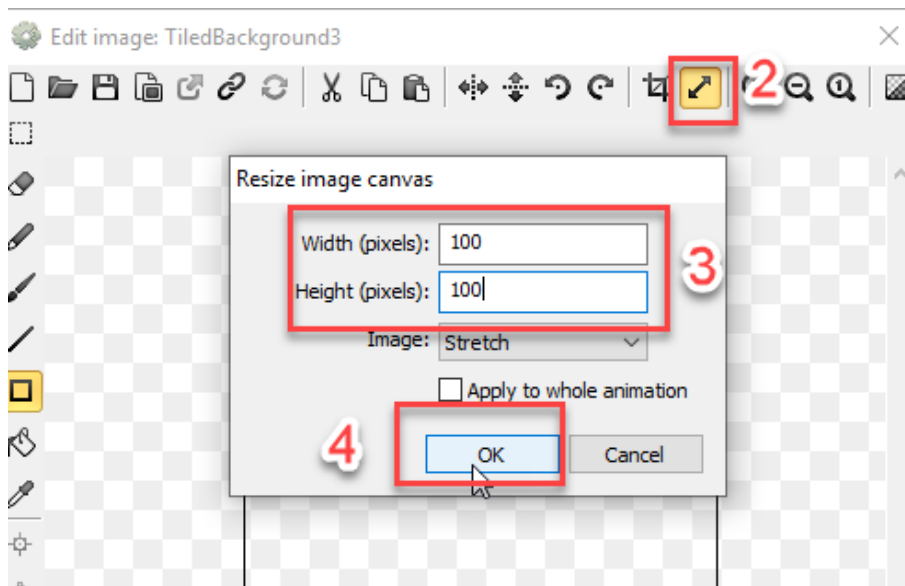 Edit image: TiledBackground3
2
1
Resize image canvas
Width (pixels): 100
3
Height (pixels): 100
Image: Stretch
Apply to whole animation
4
OK Cancel